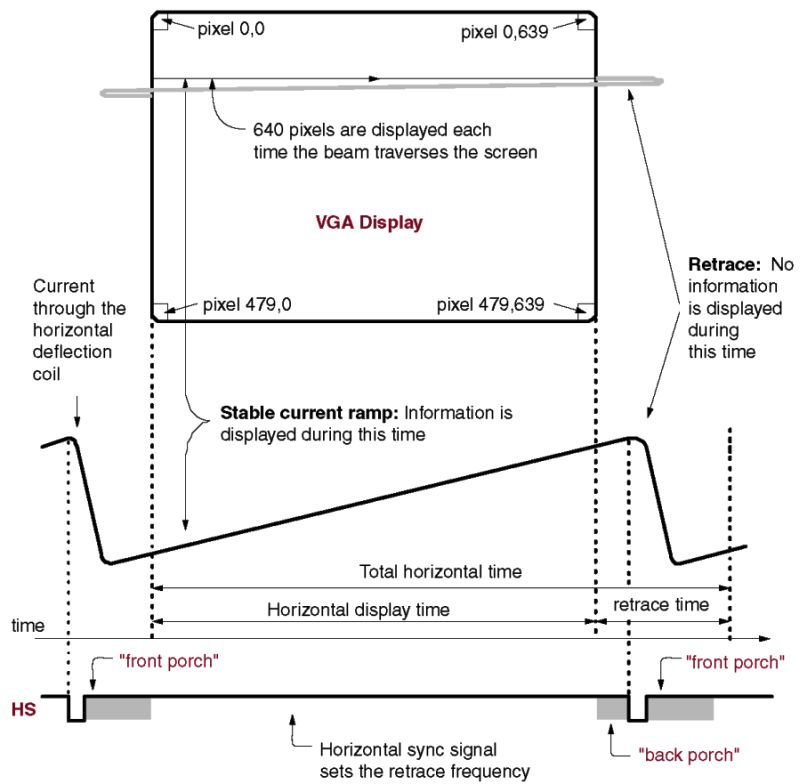 pixel 0,0
pixel 0,639
640 pixels are displayed each
time the beam traverses the screen
VGA Display
Current
through the
horizontal
deflection
coil
pixel 479,0
pixel 479,639
Retrace: No
information
is displayed
during
this time
Stable current ramp: Information is
displayed during this time
Total horizontal time
Horizontal display time
retrace time
time
"front porch"
"front porch"
HS
Horizontal sync signal
sets the retrace frequency
"back porch"